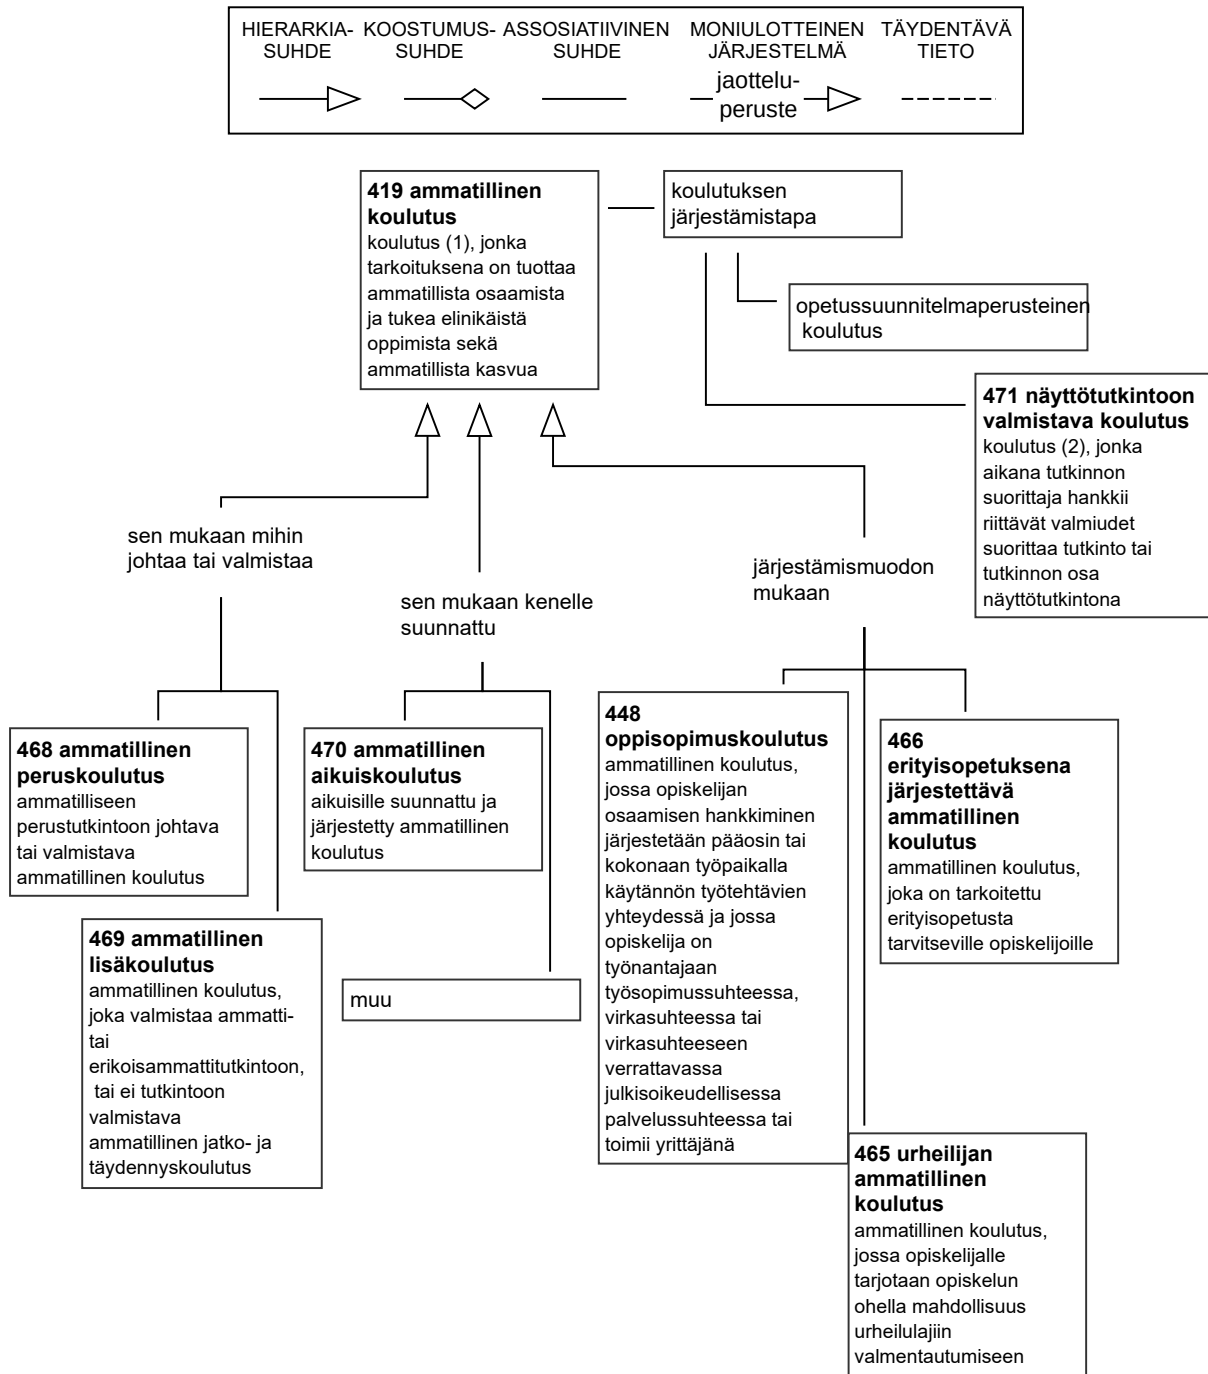 HIERARKIA-
SUHDE
KOOSTUMUS-
SUHDE
ASSOSIATIIVINEN
SUHDE
MONIULOTTEINEN
JÄRJESTELMÄ
jaottelu-
peruste
TÄYDENTÄVÄ
TIETO
419 ammatillinen
koulutus
koulutus (1), jonka
tarkoituksena on tuottaa
ammatillista osaamista
ja tukea elinikäistä
oppimista sekä
ammatillista kasvua
koulutuksen
järjestämistapa
opetussuunnitelmaperusteinen
koulutus
471 näyttötutkintoon
valmistava koulutus
koulutus (2), jonka
aikana tutkinnon
suorittaja hankkii
riittävät valmiudet
suorittaa tutkinto tai
tutkinnon osa
näyttötutkintona
sen mukaan mihin
johtaa tai valmistaa
sen mukaan kenelle
suunnattu
järjestämismuodon
mukaan
468 ammatillinen
peruskoulutus
ammatilliseen
perustutkintoon johtava
tai valmistava
ammatillinen koulutus
469 ammatillinen
lisäkoulutus
ammatillinen koulutus,
joka valmistaa ammatti-
tai
erikoisammattitutkintoon,
tai ei tutkintoon
valmistava
ammatillinen jatko- ja
täydennyskoulutus
470 ammatillinen
aikuiskoulutus
aikuisille suunnattu ja
järjestetty ammatillinen
koulutus
muu
448
oppisopimuskoulutus
ammatillinen koulutus,
jossa opiskelijan
osaamisen hankkiminen
järjestetään pääosin tai
kokonaan työpaikalla
käytännön työtehtävien
yhteydessä ja jossa
opiskelija on
työnantajaan
työsopimussuhteessa,
virkasuhteessa tai
virkasuhteeseen
verrattavassa
julkisoikeudellisessa
palvelussuhteessa tai
toimii yrittäjänä
466
erityisopetuksena
järjestettävä
ammatillinen
koulutus
ammatillinen koulutus,
joka on tarkoitettu
erityisopetusta
tarvitseville opiskelijoille
465 urheilijan
ammatillinen
koulutus
ammatillinen koulutus,
jossa opiskelijalle
tarjotaan opiskelun
ohella mahdollisuus
urheilulajiin
valmentautumiseen